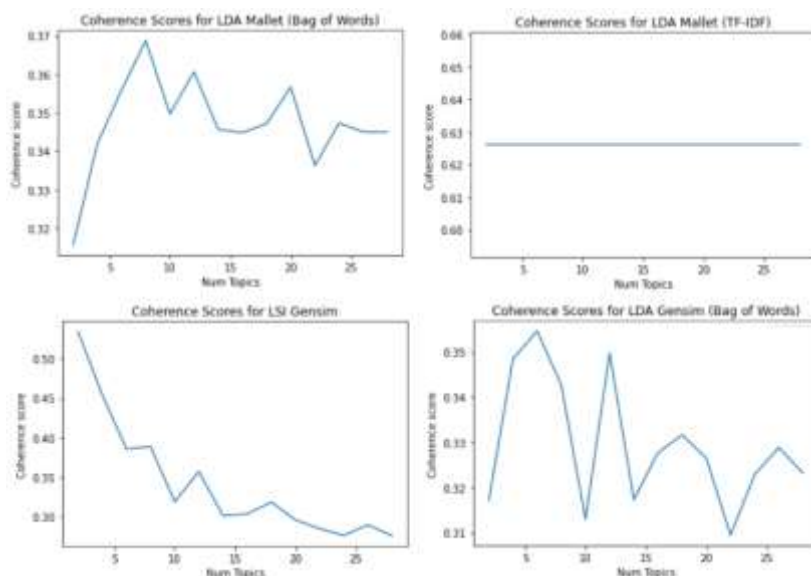 Coherence Scores for LDA Mallet (Bag of Words)
0.37
0.36
0.35
0.34
0.33
0.32
Coherence score
5 10 15 20 25
Num Topics
Coherence Scores for LDA Mallet (TF-IDF)
0.66
0.65
0.64
0.63
0.62
0.61
0.60
Coherence score
5 10 15 20 25
Num Topics
Coherence Scores for LSI Gensim
0.50
0.45
0.40
0.35
0.30
Coherence score
5 10 15 20 25
Num Topics
Coherence Scores for LDA Gensim (Bag of Words)
0.35
0.34
0.33
0.32
0.31
Coherence score
5 10 15 20 25
Num Topics